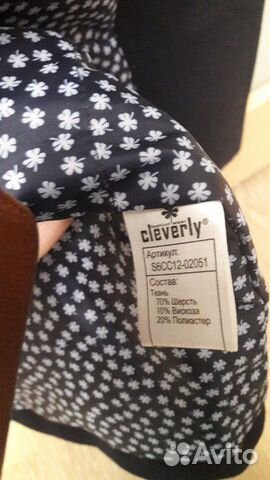 cleverly®
Артикул:
S6CC12-02051
Состав:
Ткань
70% Шерсть
10% Вискоза
20% Полиэстер
Avito